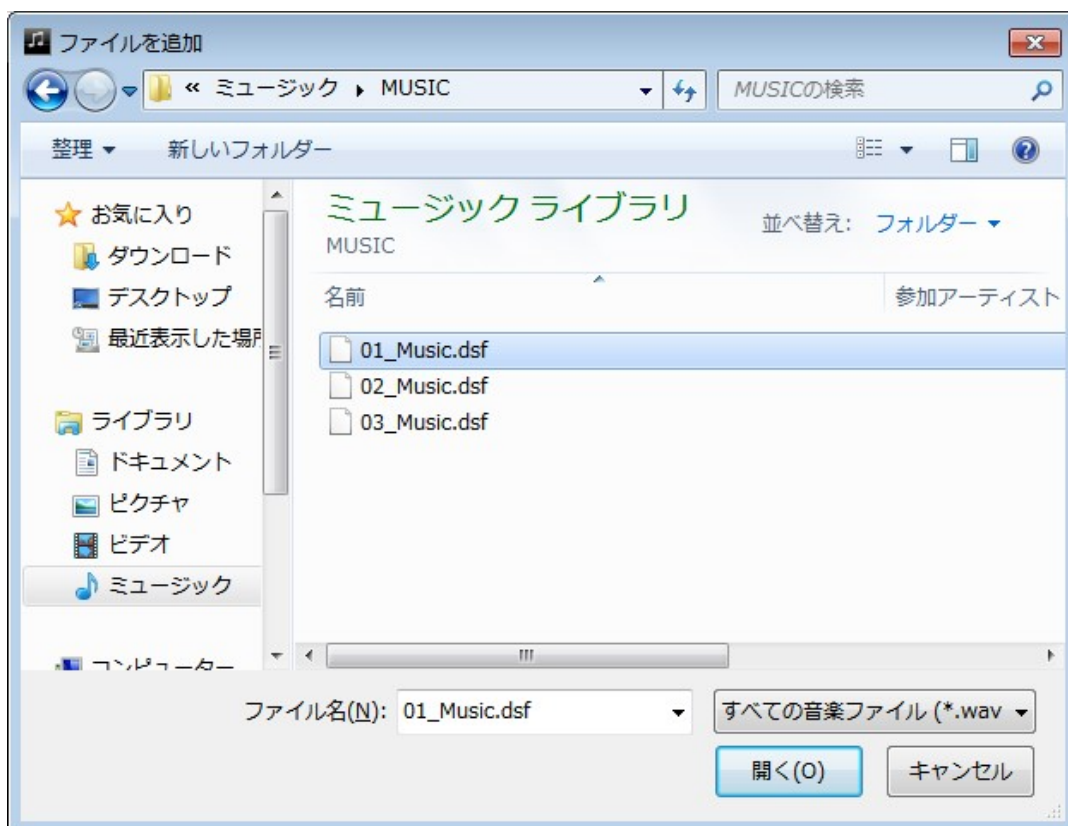 ファイルを追加
« ミュージック ▸ MUSIC
MUSICの検索
整理 ▼ 新しいフォルダー
お気に入り
ダウンロード
デスクトップ
最近表示した場所
ライブラリ
ドキュメント
ピクチャ
ビデオ
ミュージック
コンピューター
ミュージック ライブラリ
MUSIC
並べ替え: フォルダー ▼
名前
参加アーティスト
01_Music.dsf
02_Music.dsf
03_Music.dsf
ファイル名(N): 01_Music.dsf
すべての音楽ファイル (*.wav
開く(O)
キャンセル